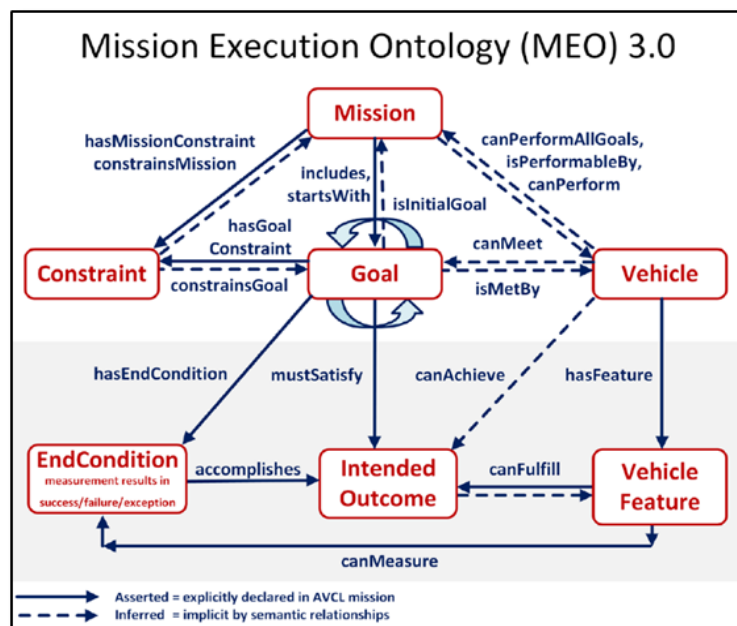 Mission Execution Ontology (MEO) 3.0
Mission
hasMissionConstraint
constrainsMission
includes,
startsWith
isInitialGoal
canPerformAllGoals,
isPerformableBy,
canPerform
hasGoal
Constraint
constrainsGoal
canMeet
isMetBy
Constraint
Goal
Vehicle
hasEndCondition
mustSatisfy
canAchieve
hasFeature
EndCondition
measurement results in
success/failure/exception
accomplishes
Intended
Outcome
canFulfill
Vehicle
Feature
canMeasure
Asserted = explicitly declared in AVCL mission
Inferred = implicit by semantic relationships